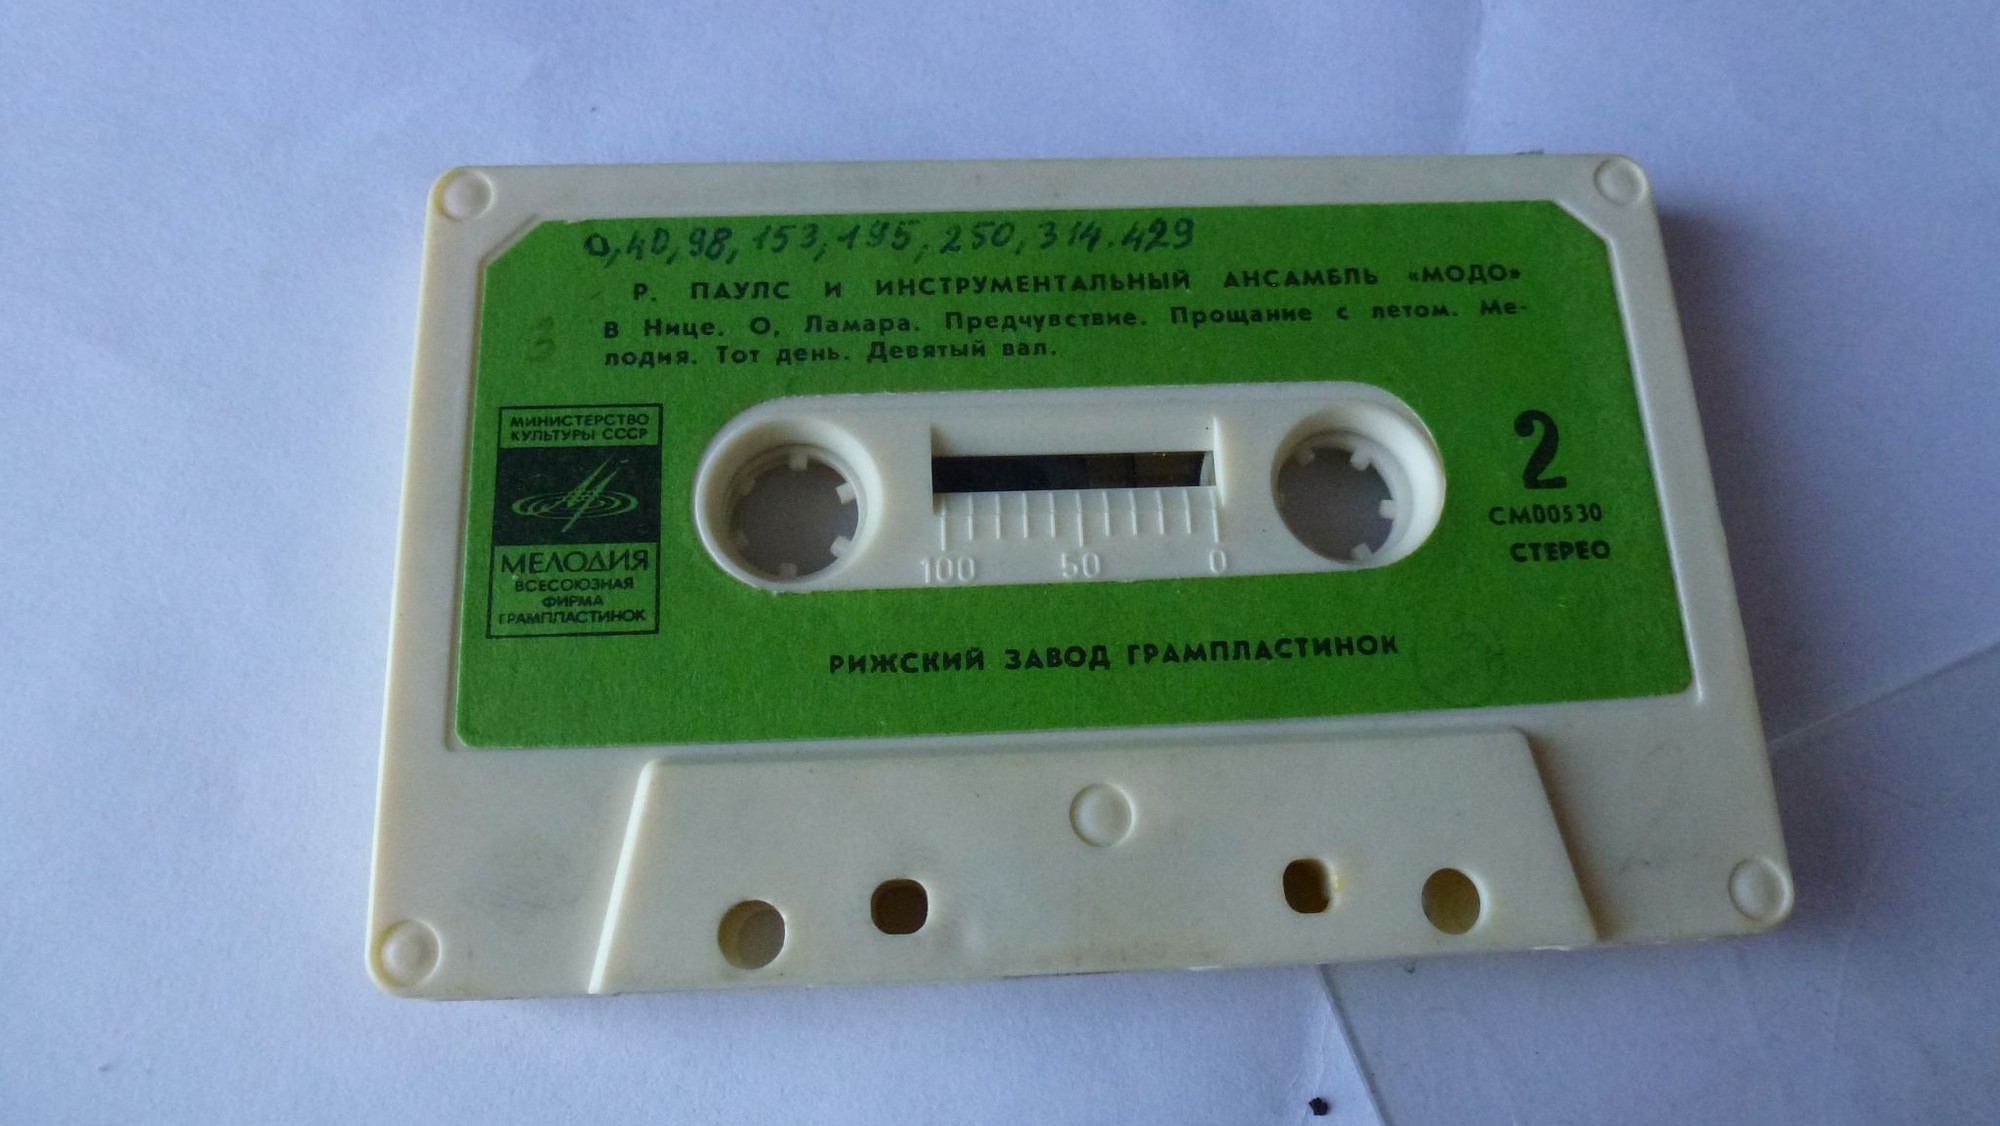 0, 40, 98, 153, 195, 250, 314. 429
Р. ПАУЛС И ИНСТРУМЕНТАЛЬНЫЙ АНСАМБЛЬ «МОДО»
В Нице. О, Ламара. Предчувствие. Прощание с летом. Ме-
лодия. Тот день. Девятый вал.
3
МИНИСТЕРСТВО
КУЛЬТУРЫ СССР
МЕЛОДИЯ
ВСЕСОЮЗНАЯ
ФИРМА
ГРАМПЛАСТИНОК
100 50 0
2
СМ00530
СТЕРЕО
РИЖСКИЙ ЗАВОД ГРАМПЛАСТИНОК